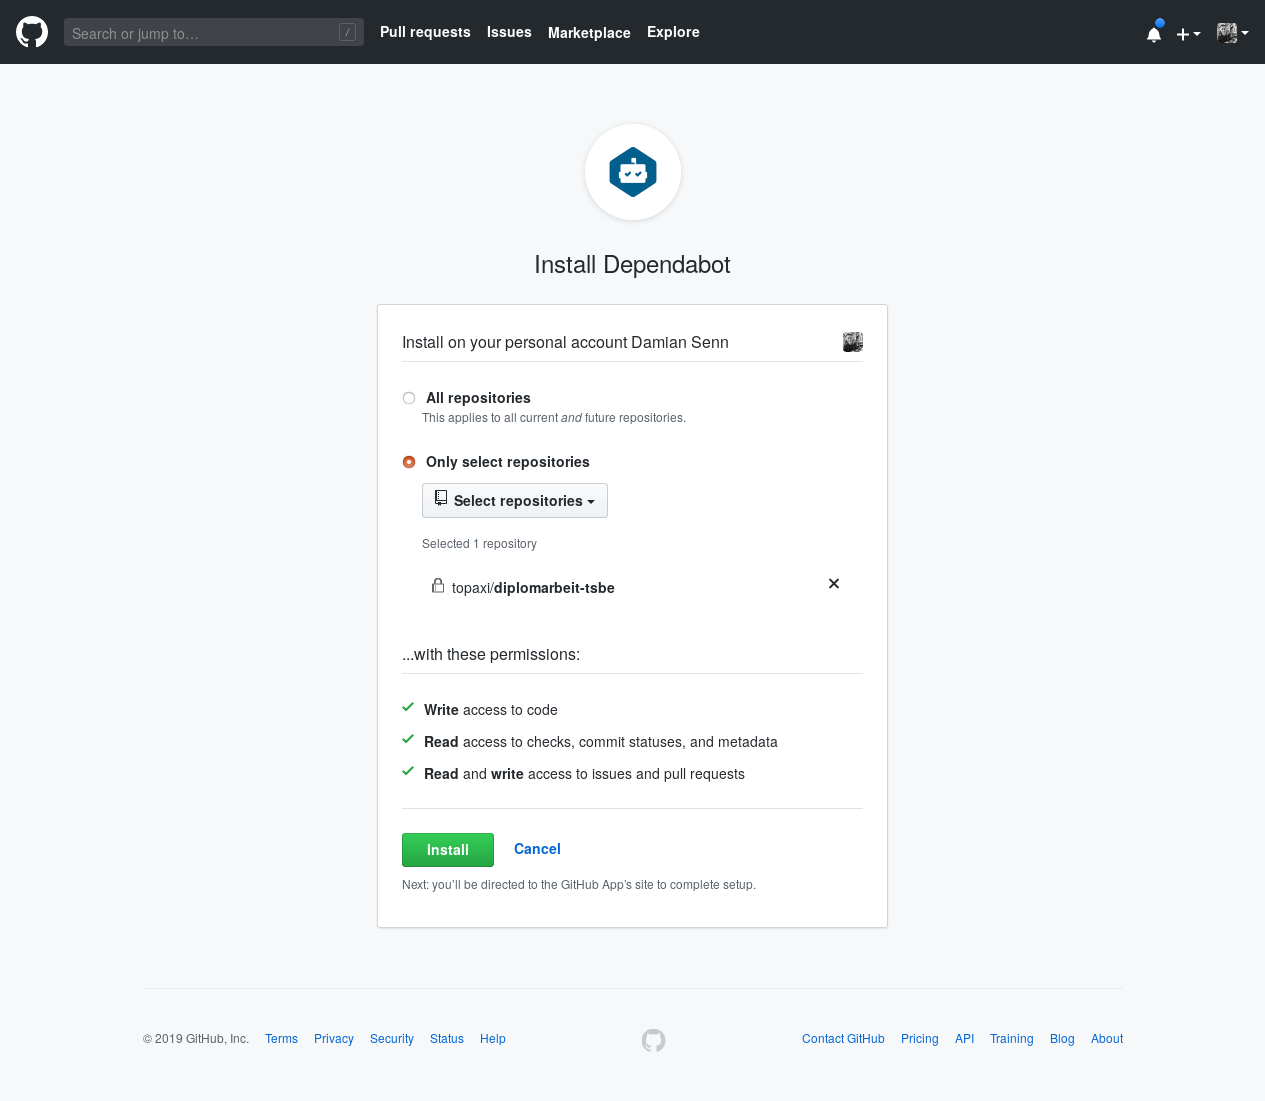 Search or jump to… /
Pull requests Issues Marketplace Explore
Install Dependabot
Install on your personal account Damian Senn
All repositories
This applies to all current and future repositories.
Only select repositories
Select repositories
Selected 1 repository
topaxi/diplomarbeit-tsbe
...with these permissions:
Write access to code
Read access to checks, commit statuses, and metadata
Read and write access to issues and pull requests
Install Cancel
Next: you’ll be directed to the GitHub App’s site to complete setup.
© 2019 GitHub, Inc. Terms Privacy Security Status Help Contact GitHub Pricing API Training Blog About